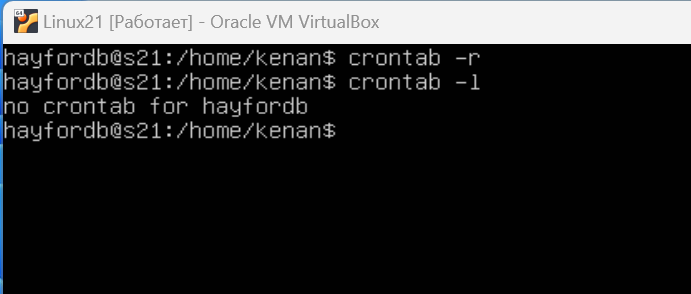 64
Linux21 [Работает] - Oracle VM VirtualBox
hayfordb@s21:/home/kenan$ crontab -r
hayfordb@s21:/home/kenan$ crontab -l
no crontab for hayfordb
hayfordb@s21:/home/kenan$